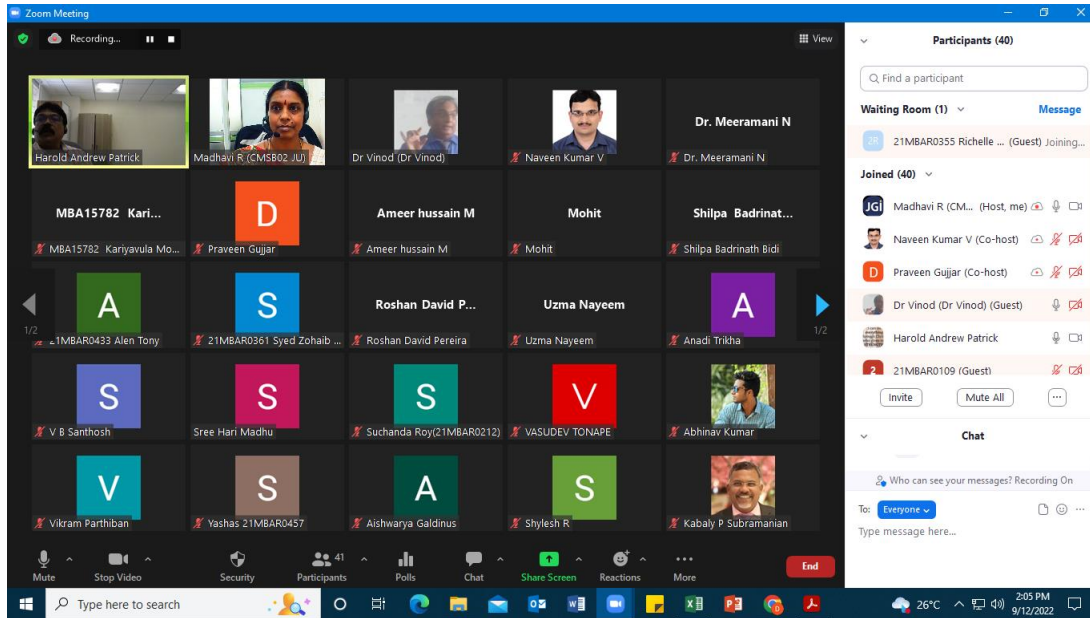 Zoom Meeting
Recording...
View
Harold Andrew Patrick
Madhavi R (CMSB02 JU)
Dr Vinod (Dr Vinod)
Naveen Kumar V
Dr. Meeramani N
Dr. Meeramani N
MBA15782 Kari...
MBA15782 Kariyavula Mo...
D
Praveen Gujjar
Ameer hussain M
Ameer hussain M
Mohit
Mohit
Shilpa Badrinat...
Shilpa Badrinath Bidi
1/2
A
21MBAR0433 Alen Tony
S
21MBAR0361 Syed Zohaib ...
Roshan David P...
Roshan David Pereira
Uzma Nayeem
Uzma Nayeem
A
Anadi Trikha
1/2
S
V B Santhosh
S
Sree Hari Madhu
S
Suchanda Roy(21MBAR0212)
V
VASUDEV TONAPE
Abhinav Kumar
V
Vikram Parthiban
S
Yashas 21MBAR0457
A
Aishwarya Galdinus
S
Shylesh R
Kabaly P Subramanian
Mute
Stop Video
Security
41
Participants
Polls
Chat
Share Screen
Reactions
More
End
Participants (40)
Find a participant
Waiting Room (1)
Message
2R
21MBAR0355 Richelle ... (Guest) Joining...
Joined (40)
JGi
Madhavi R (CM... (Host, me)
Naveen Kumar V (Co-host)
D
Praveen Gujjar (Co-host)
Dr Vinod (Dr Vinod) (Guest)
Harold Andrew Patrick
2
21MBAR0109 (Guest)
Invite
Mute All
Chat
Who can see your messages? Recording On
To: Everyone
Type message here...
Type here to search
26°C
2:05 PM
9/12/2022